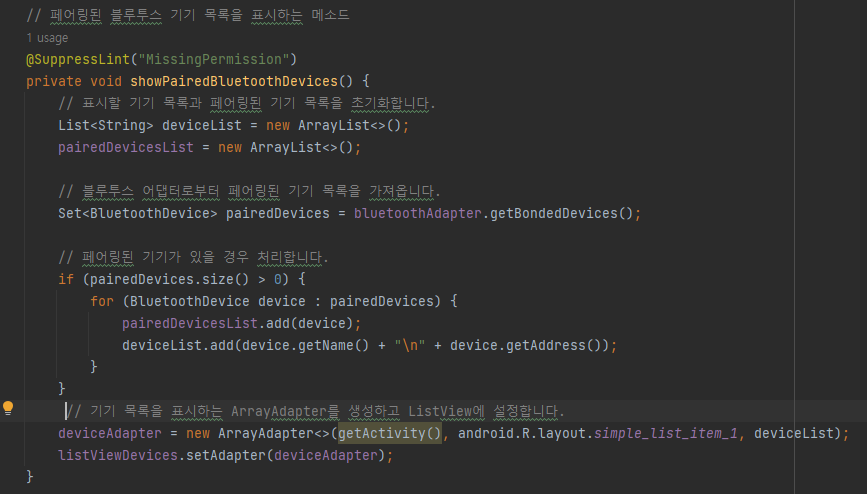 // 페어링된 블루투스 기기 목록을 표시하는 메소드
1 usage
@SuppressLint("MissingPermission")
private void showPairedBluetoothDevices() {
// 표시할 기기 목록과 페어링된 기기 목록을 초기화합니다.
List<String> deviceList = new ArrayList<>();
pairedDevicesList = new ArrayList<>();
// 블루투스 어댑터로부터 페어링된 기기 목록을 가져옵니다.
Set<BluetoothDevice> pairedDevices = bluetoothAdapter.getBondedDevices();
// 페어링된 기기가 있을 경우 처리합니다.
if (pairedDevices.size() > 0) {
for (BluetoothDevice device : pairedDevices) {
pairedDevicesList.add(device);
deviceList.add(device.getName() + "\n" + device.getAddress());
}
}
// 기기 목록을 표시하는 ArrayAdapter를 생성하고 ListView에 설정합니다.
deviceAdapter = new ArrayAdapter<>(getActivity(), android.R.layout.simple_list_item_1, deviceList);
listViewDevices.setAdapter(deviceAdapter);
}